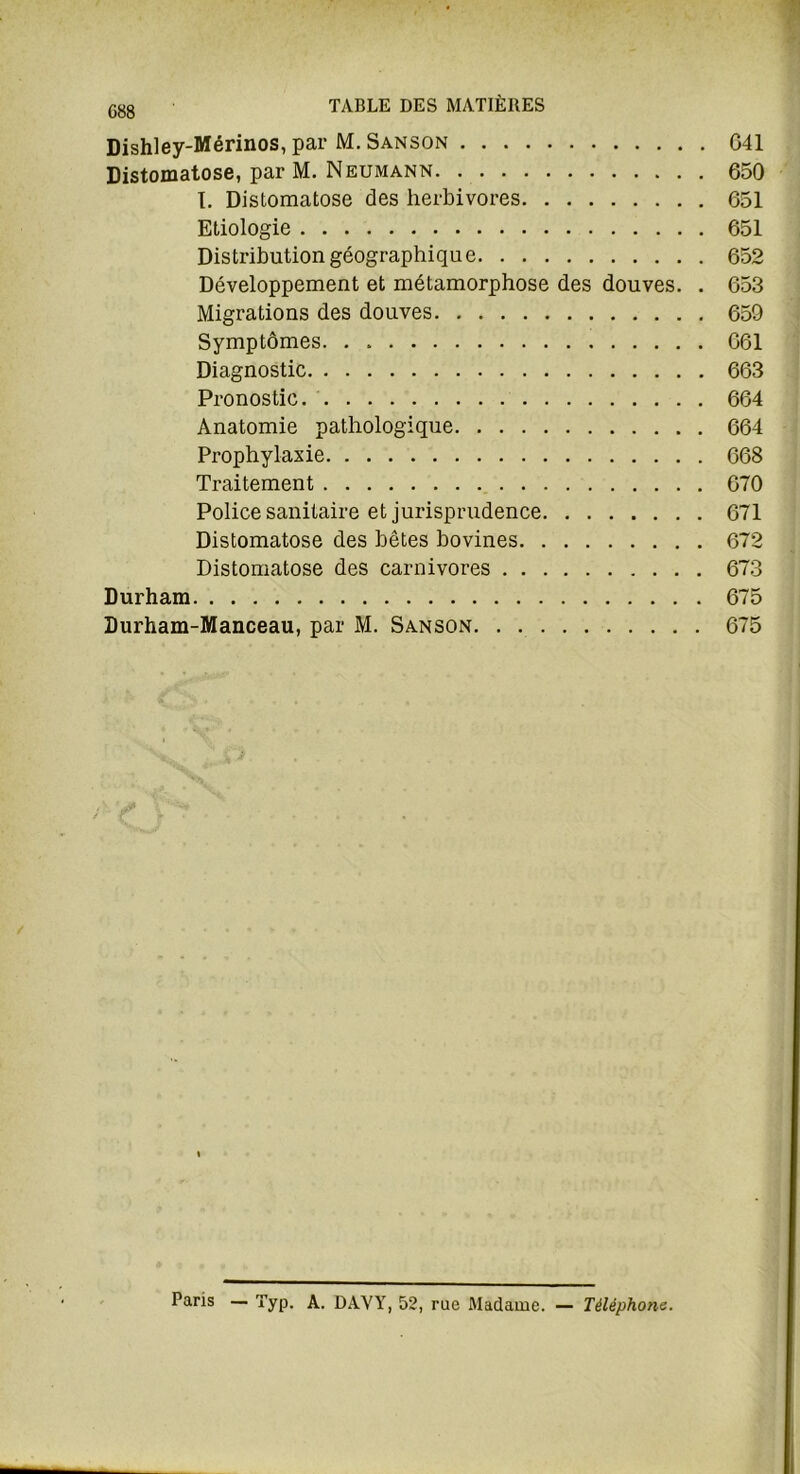 688 TABLE DES MATIÈRES
Dishley-Mérinos, par M. SANSON . . . . . . . . . . . . 641
Distomatose, par M. NEUMANN. . . . . . . . . . . . . 650
I. Distomatose des herbivores. . . . . . . . . 651
Etiologie . . . . . . . . . . . . . . . . . . . 651
Distribution géographique. . . . . . . . . . . 652
Développement et métamorphose des douves. . 653
Migrations des douves. . . . . . . . . . . . . 659
Symptômes. . . . . . . . . . . . . . . . . . 661
Diagnostic. . . . . . . . . . . . . . . . . . . 663
Pronostic. . . . . . . . . . . . . . . . . . . 664
Anatomie pathologique. . . . . . . . . . . . 664
Prophylaxie. . . . . . . . . . . . . . . . . . 668
Traitement . . . . . . . . . . . . . . . . . . 670
Police sanitaire et jurisprudence. . . . . . . . 671
Distomatose des bêtes bovines. . . . . . . . . 672
Distomatose des carnivores . . . . . . . . . . 673
Durham. . . . . . . . . . . . . . . . . . . . . . . . 675
Durham-Manceau, par M. SANSON. . . . . . . . . . . 675
Paris — Typ. A. DAVY, 52, rue Madame. — Téléphone.